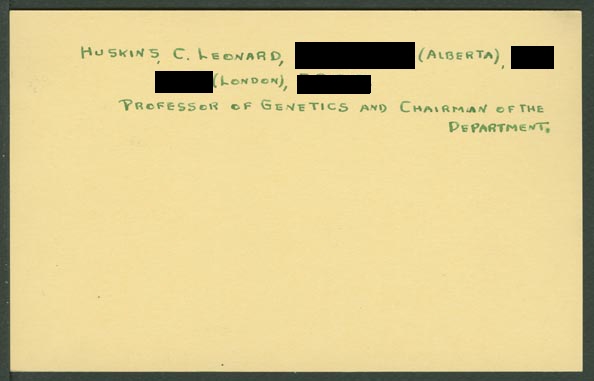 HUSKINS, C. LEONARD, (ALBERTA),
(LONDON),
PROFESSOR OF GENETICS AND CHAIRMAN OF THE
DEPARTMENT.